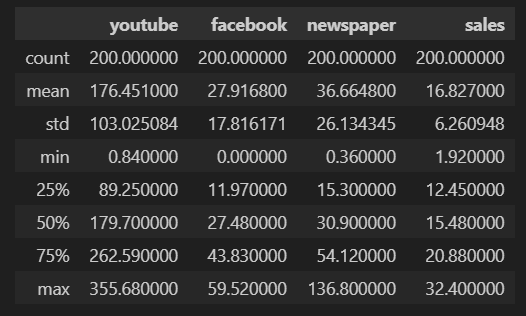 youtube facebook newspaper sales
count 200.000000 200.000000 200.000000 200.000000
mean 176.451000 27.916800 36.664800 16.827000
std 103.025084 17.816171 26.134345 6.260948
min 0.840000 0.000000 0.360000 1.920000
25% 89.250000 11.970000 15.300000 12.450000
50% 179.700000 27.480000 30.900000 15.480000
75% 262.590000 43.830000 54.120000 20.880000
max 355.680000 59.520000 136.800000 32.400000